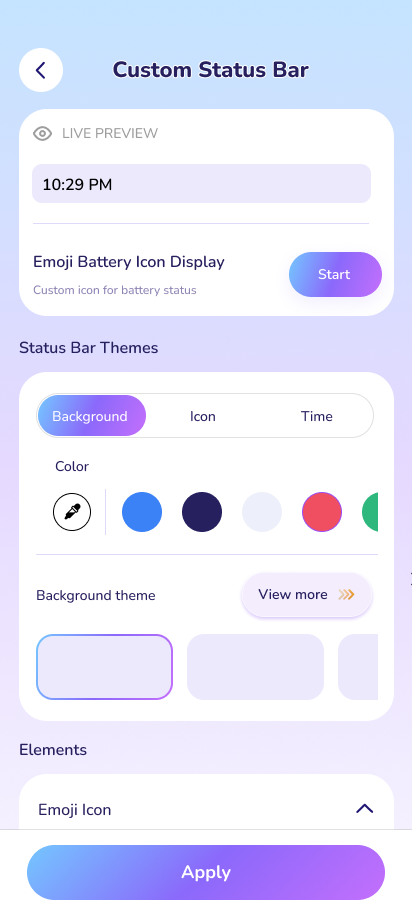 Custom Status Bar
LIVE PREVIEW
10:29 PM
Emoji Battery Icon Display
Custom icon for battery status
Start
Status Bar Themes
Background
Icon
Time
Color
Background theme
View more
Elements
Emoji Icon
Apply